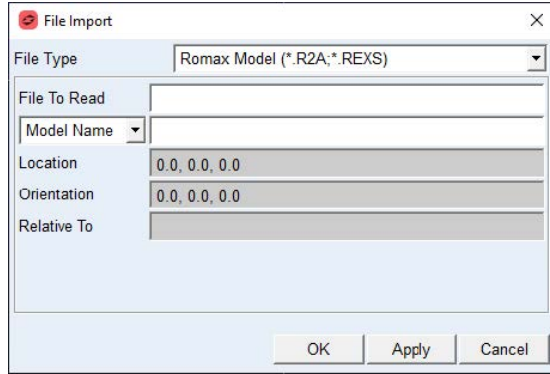 File Import
File Type Romax Model (*.R2A;*.REXS)
File To Read
Model Name
Location 0.0, 0.0, 0.0
Orientation 0.0, 0.0, 0.0
Relative To
OK Apply Cancel